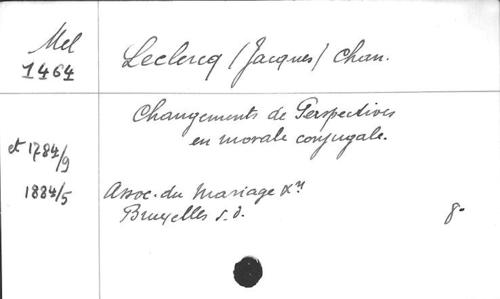 Mel
1464
Leclercq (Jacques) Chan.
Changements de Perspectives
en morale conjugale.
et 1784/9
1884/5
Assoc. du Mariage Xn
Bruxelles s.d.
8°